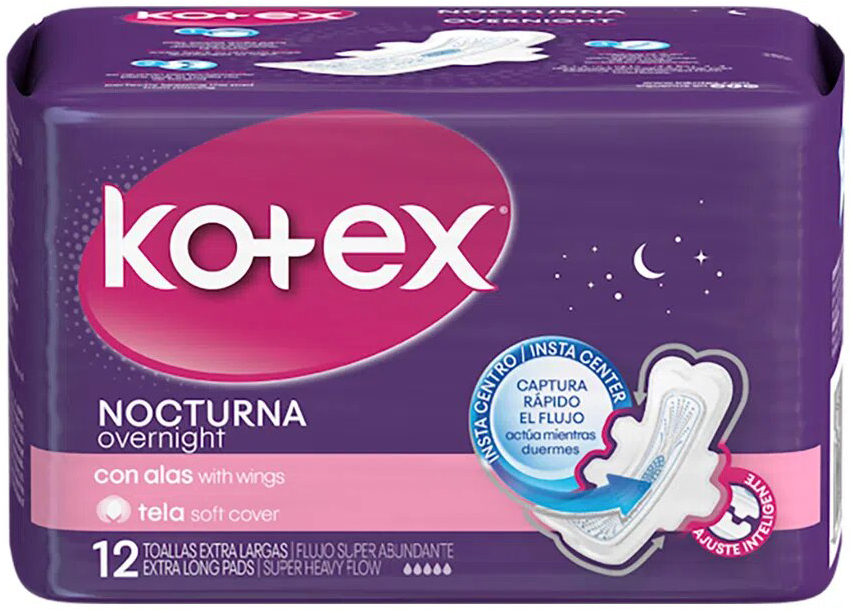 NOCTURNA
OVERNIGHT
kotex®
NOCTURNA
overnight
con alas with wings
tela soft cover
12 TOALLAS EXTRA LARGAS | FLUJO SUPER ABUNDANTE
EXTRA LONG PADS | SUPER HEAVY FLOW
INSTA CENTRO / INSTA CENTER
CAPTURA
RÁPIDO
EL FLUJO
actúa mientras
duermes
AJUSTE INTELIGENTE